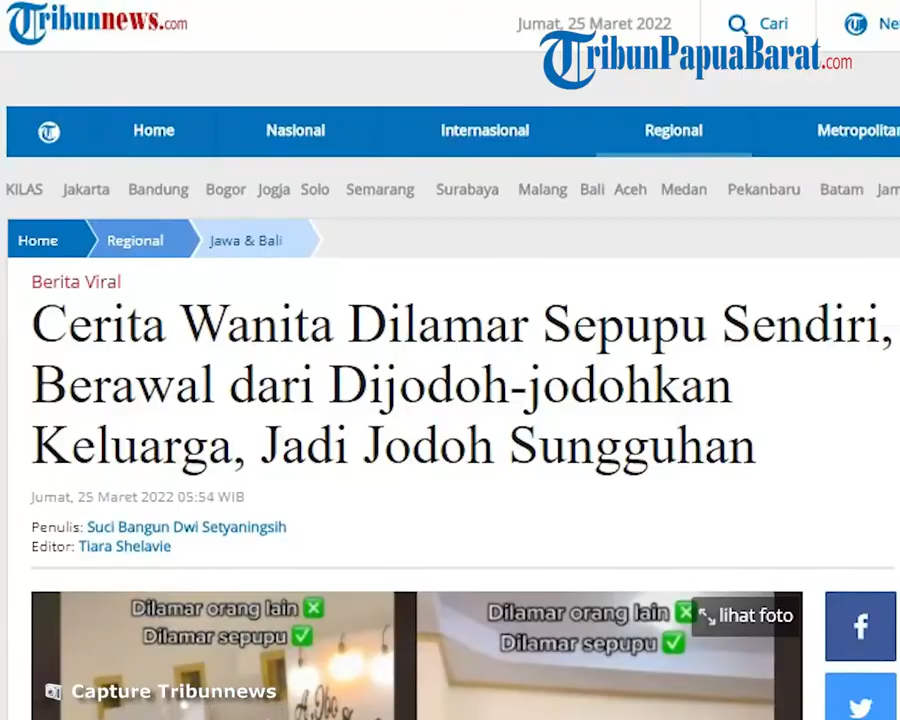 Tribunnews.com
Jumat, 25 Maret 2022
Cari
TribunPapuaBarat.com
Home Nasional Internasional Regional
KILAS Jakarta Bandung Bogor Jogja Solo Semarang Surabaya Malang Bali Aceh Medan Pekanbaru Batam
Home Regional Jawa & Bali
Berita Viral
Cerita Wanita Dilamar Sepupu Sendiri,
Berawal dari Dijodoh-jodohkan
Keluarga, Jadi Jodoh Sungguhan
Jumat, 25 Maret 2022 05:54 WIB
Penulis: Suci Bangun Dwi Setyaningsih
Editor: Tiara Shelavie
Dilamar orang lain ❎
Dilamar sepupu ✅
Dilamar orang lain ❎
lihat foto
Dilamar sepupu ✅
Capture Tribunnews